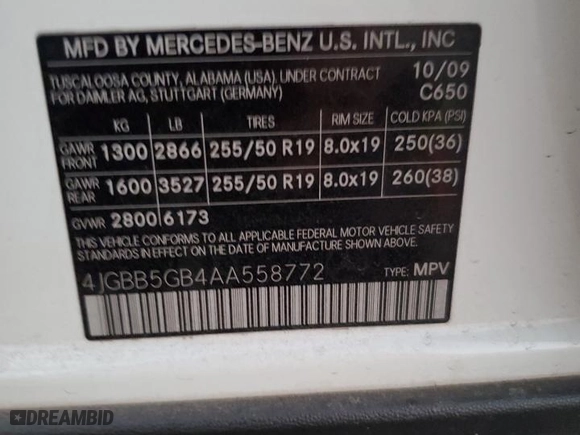 MFD BY MERCEDES-BENZ U.S. INTL., INC
TUSCALOOSA COUNTY, ALABAMA (USA), UNDER CONTRACT 10/09
FOR DAIMLER AG, STUTTGART (GERMANY) C650
KG LB TIRES RIM SIZE COLD KPA (PSI)
GAWR FRONT 1300 2866 255/50 R19 8.0x19 250(36)
GAWR REAR 1600 3527 255/50 R19 8.0x19 260(38)
GVWR 2800 6173
THIS VEHICLE CONFORMS TO ALL APPLICABLE FEDERAL MOTOR VEHICLE SAFETY
STANDARDS IN EFFECT ON THE DATE OF MANUFACTURE SHOWN ABOVE.
4JGBB5GB4AA558772 TYPE: MPV
DREAMBID